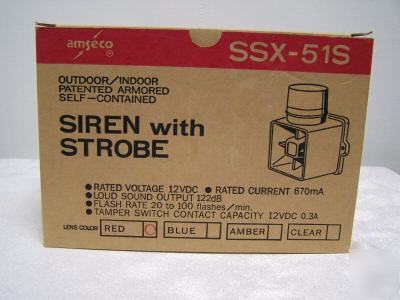 amseco ®
SSX-51S
OUTDOOR/INDOOR
PATENTED ARMORED
SELF-CONTAINED
SIREN with
STROBE
● RATED VOLTAGE 12VDC ● RATED CURRENT 670mA
● LOUD SOUND OUTPUT 122dB
● FLASH RATE 20 to 100 flashes/min.
● TAMPER SWITCH CONTACT CAPACITY 12VDC 0.3A
LENS COLOR RED BLUE AMBER CLEAR